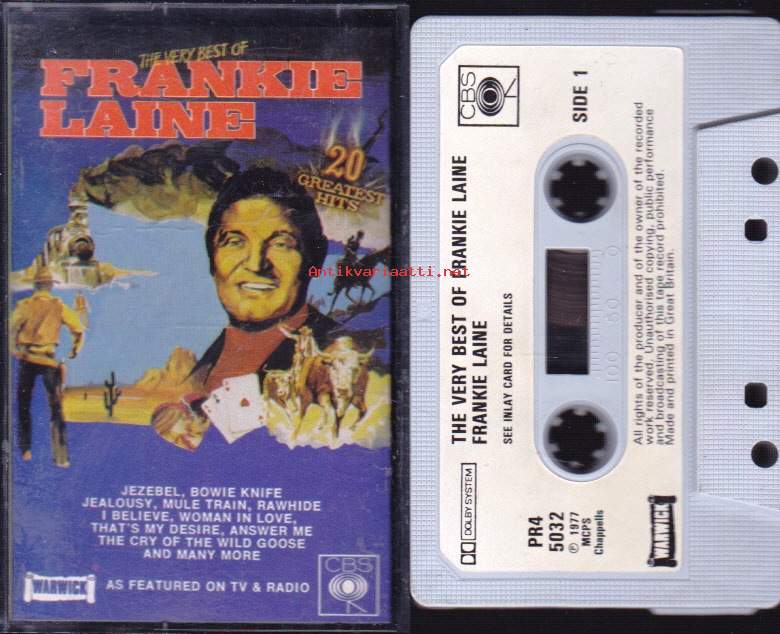 THE VERY BEST OF
FRANKIE
LAINE
20
GREATEST
HITS
JEZEBEL, BOWIE KNIFE
JEALOUSY, MULE TRAIN, RAWHIDE
I BELIEVE, WOMAN IN LOVE,
THAT'S MY DESIRE, ANSWER ME
THE CRY OF THE WILD GOOSE
AND MANY MORE
WARWICK
AS FEATURED ON TV & RADIO
CBS
Antikvariaatti.net
CBS
SIDE 1
THE VERY BEST OF FRANKIE LAINE
FRANKIE LAINE
SEE INLAY CARD FOR DETAILS
100 50 0
100 50 0
DOLBY SYSTEM
PR4
5032
℗ 1977
MCPS
Chappells
WARWICK
All rights of the producer and of the owner of the recorded
work reserved. Unauthorised copying, public performance
and broadcasting of this tape record prohibited.
Made and printed in Great Britain.